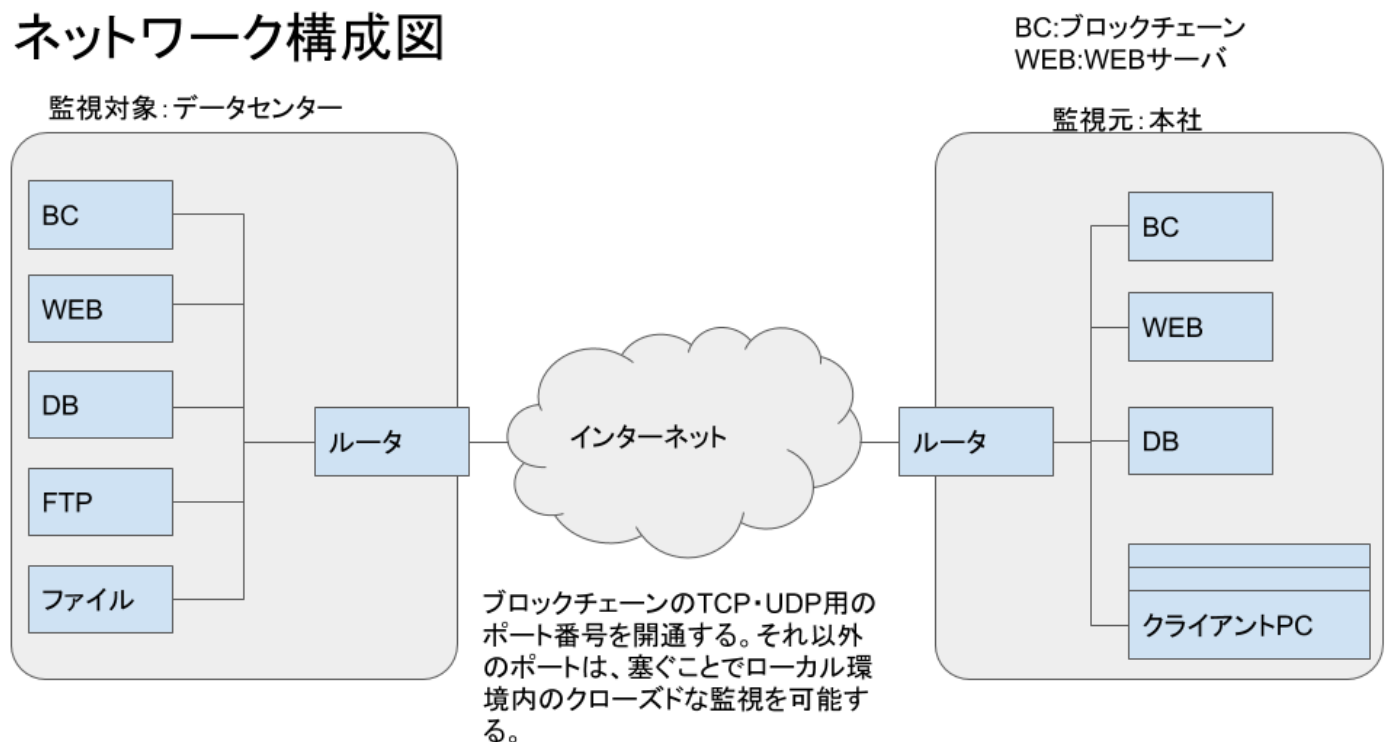 ネットワーク構成図
BC:ブロックチェーン
WEB:WEBサーバ
監視対象:データセンター
監視元:本社
BC
WEB
DB
FTP
ファイル
ルータ
インターネット
ルータ
BC
WEB
DB
クライアントPC
ブロックチェーンのTCP・UDP用の
ポート番号を開通する。それ以外
のポートは、塞ぐことでローカル環
境内のクローズドな監視を可能す
る。